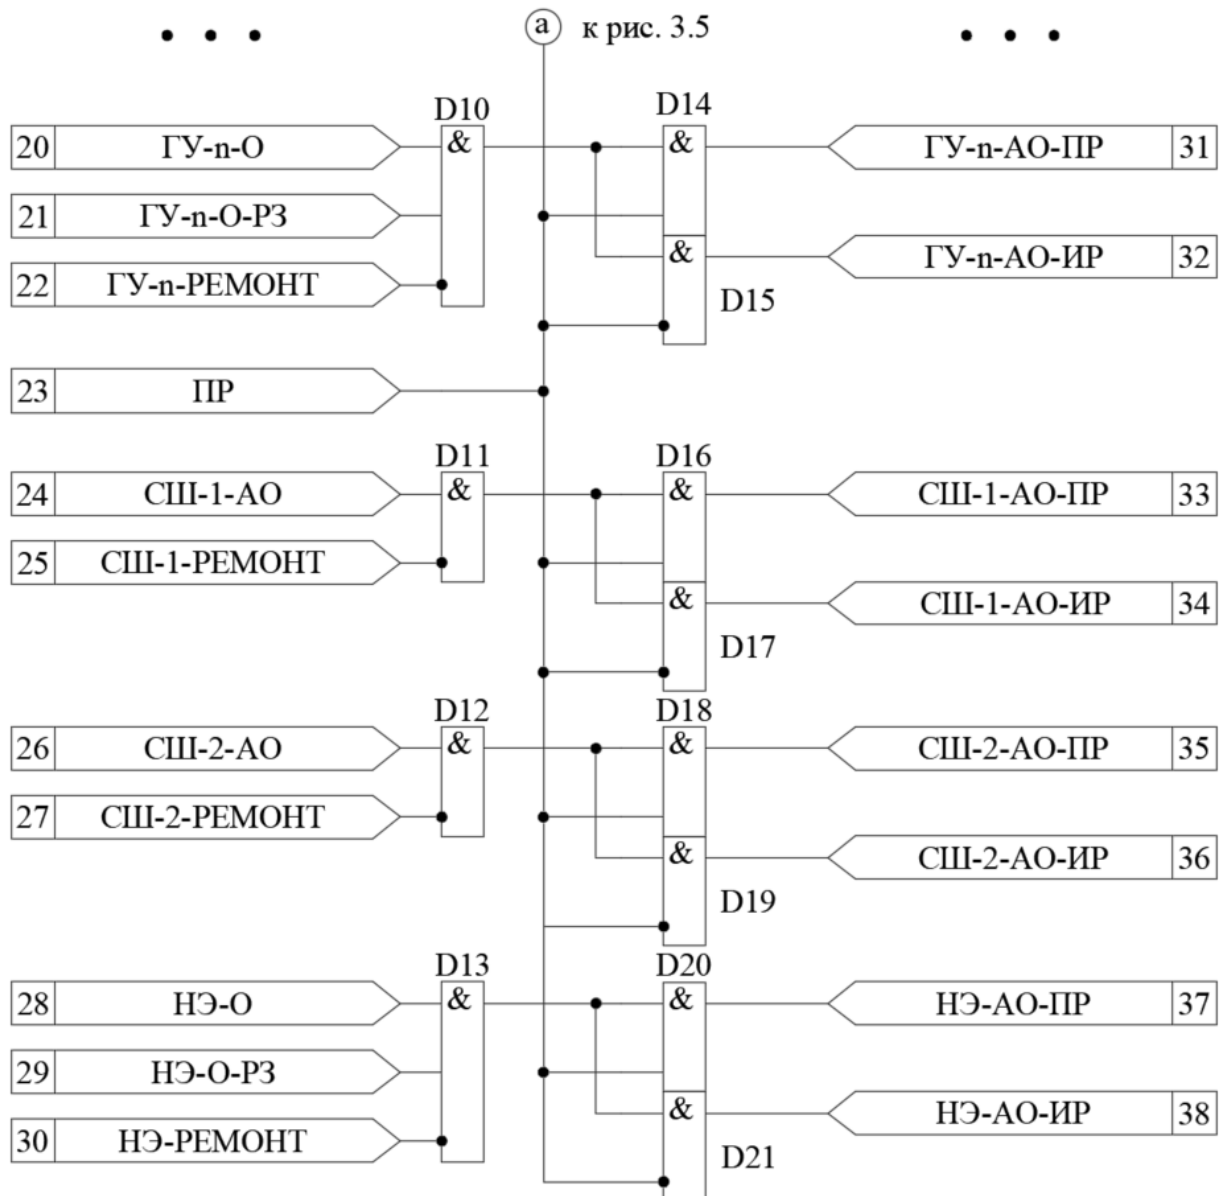 а к рис. 3.5
D10 D14
20 ГУ-n-О & & ГУ-n-АО-ПР 31
21 ГУ-n-О-РЗ
& ГУ-n-АО-ИР 32
22 ГУ-n-РЕМОНТ
D15
23 ПР
D11 D16
24 СШ-1-АО & & СШ-1-АО-ПР 33
25 СШ-1-РЕМОНТ
& СШ-1-АО-ИР 34
D17
D12 D18
26 СШ-2-АО & & СШ-2-АО-ПР 35
27 СШ-2-РЕМОНТ
& СШ-2-АО-ИР 36
D19
D13 D20
28 НЭ-О & & НЭ-АО-ПР 37
29 НЭ-О-РЗ
& НЭ-АО-ИР 38
30 НЭ-РЕМОНТ
D21